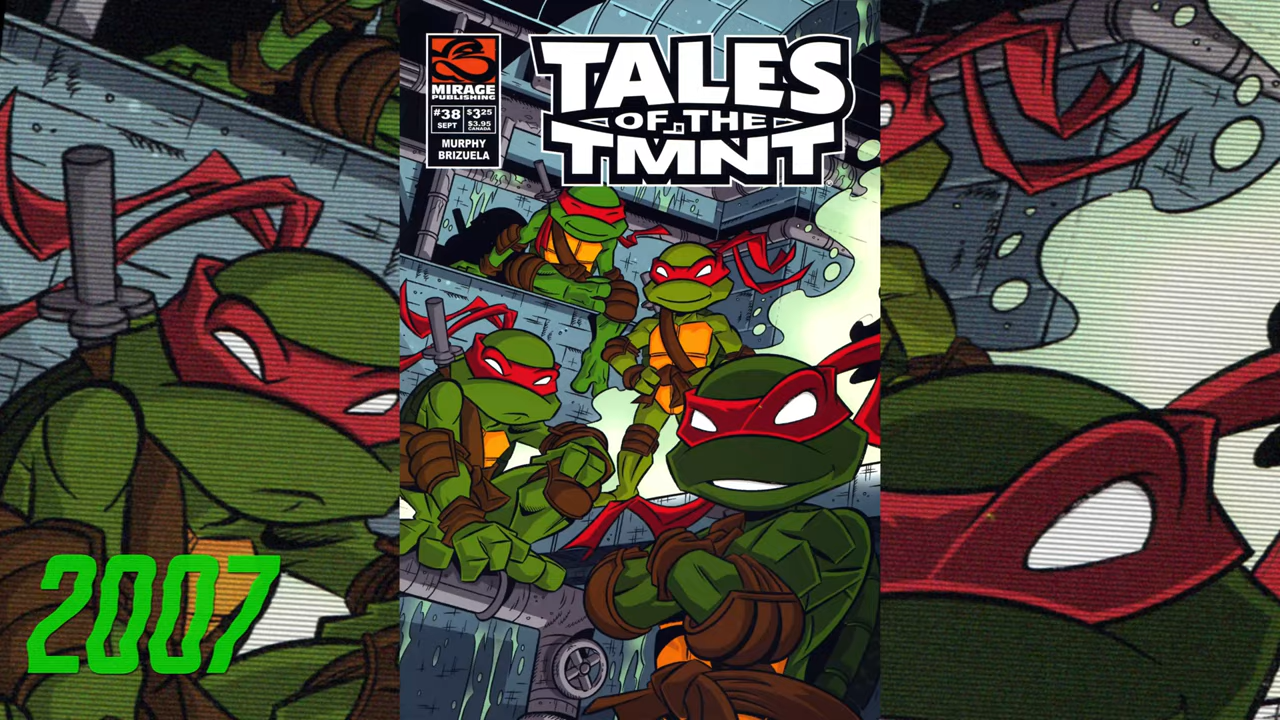 MIRAGE
PUBLISHING
#38
SEPT
$3.25
$3.95
CANADA
MURPHY
BRIZUELA
TALES
OF THE
TMNT
2007